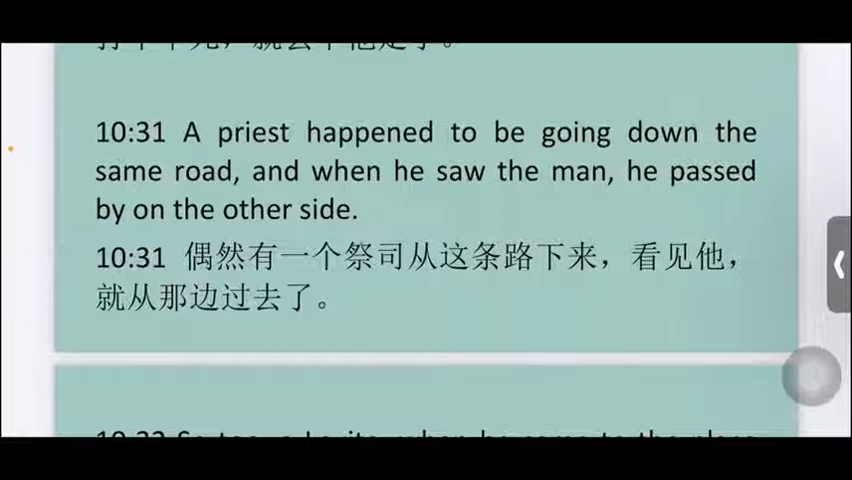 10:31 A priest happened to be going down the
same road, and when he saw the man, he passed
by on the other side.
10:31 偶然有一个祭司从这条路下来，看见他，
就从那边过去了。